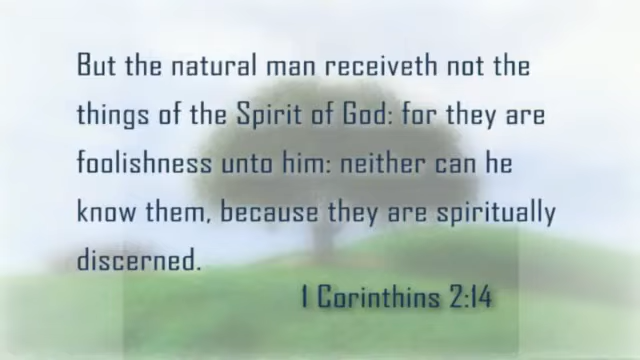 But the natural man receiveth not the
things of the Spirit of God: for they are
foolishness unto him: neither can he
know them, because they are spiritually
discerned.
1 Corinthins 2:14